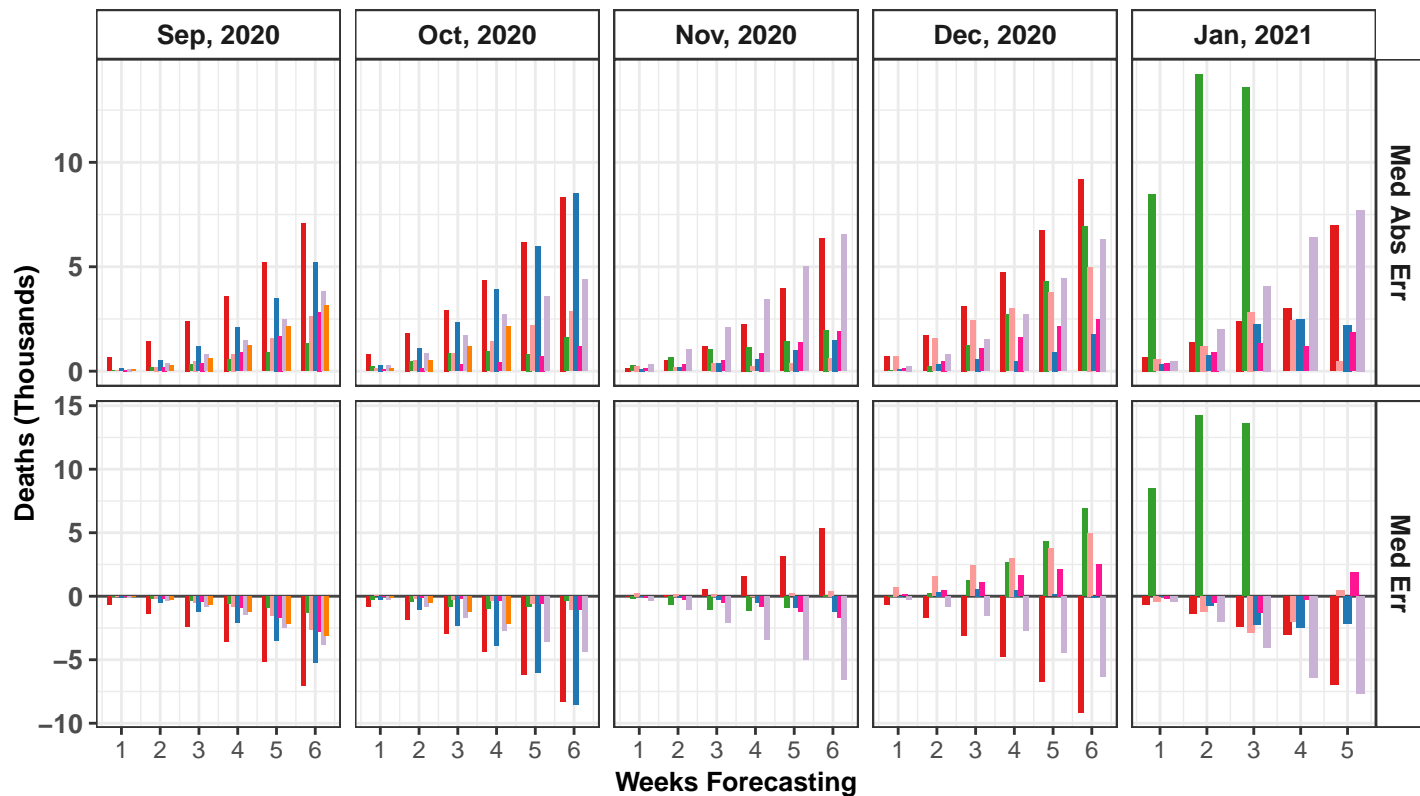 Sep, 2020
Oct, 2020
Nov, 2020
Dec, 2020
Jan, 2021
10
5
0
Med Abs Err
15
10
5
0
−5
−10
Med Err
Deaths (Thousands)
1 2 3 4 5 6
1 2 3 4 5 6
1 2 3 4 5 6
1 2 3 4 5 6
1 2 3 4 5
Weeks Forecasting